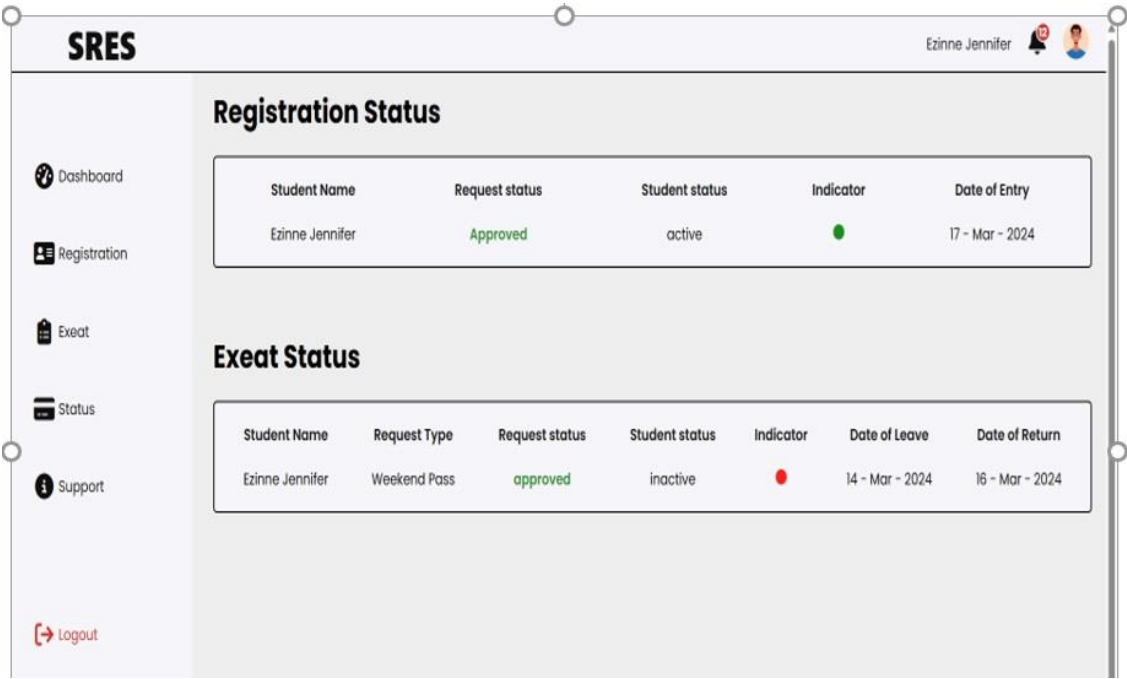 SRES
Ezinne Jennifer 12
Dashboard
Registration
Exeat
Status
Support
Logout
Registration Status
Student Name Request status Student status Indicator Date of Entry
Ezinne Jennifer Approved active 17 - Mar - 2024
Exeat Status
Student Name Request Type Request status Student status Indicator Date of Leave Date of Return
Ezinne Jennifer Weekend Pass approved inactive 14 - Mar - 2024 16 - Mar - 2024